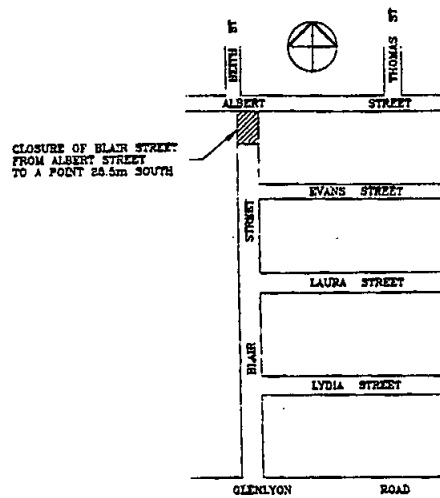 BEITH ST
THOMAS ST
ALBERT STREET
CLOSURE OF BLAIR STREET
FROM ALBERT STREET
TO A POINT 28.5m SOUTH
EVANS STREET
BLAIR STREET
LAURA STREET
LYDIA STREET
GLENLYON ROAD